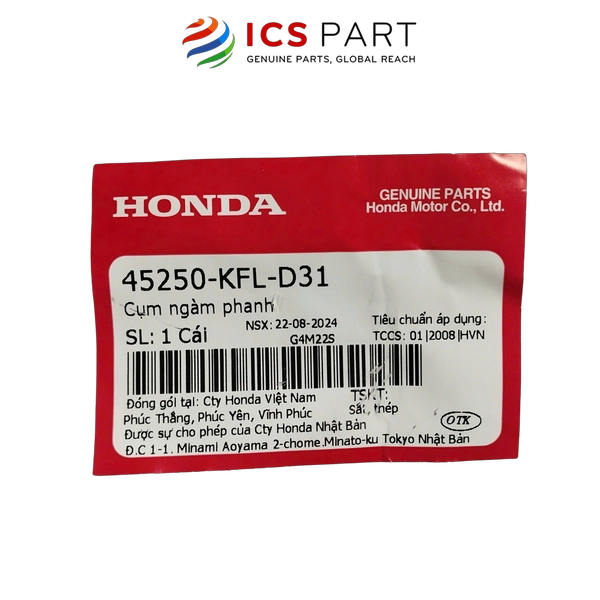 ICS PART
GENUINE PARTS, GLOBAL REACH
HONDA
GENUINE PARTS
Honda Motor Co., Ltd.
45250-KFL-D31
Cụm ngàm phanh
SL: 1 Cái
NSX: 22-08-2024
G4M22S
Tiêu chuẩn áp dụng :
TCCS: 01|2008|HVN
Đóng gói tại: Cty Honda Việt Nam
Phúc Thắng, Phúc Yên, Vĩnh Phúc
Được sự cho phép của Cty Honda Nhật Bản
Đ.C 1-1. Minami Aoyama 2-chome.Minato-ku Tokyo Nhật Bản
TSKT:
Sắt, thép
OTK